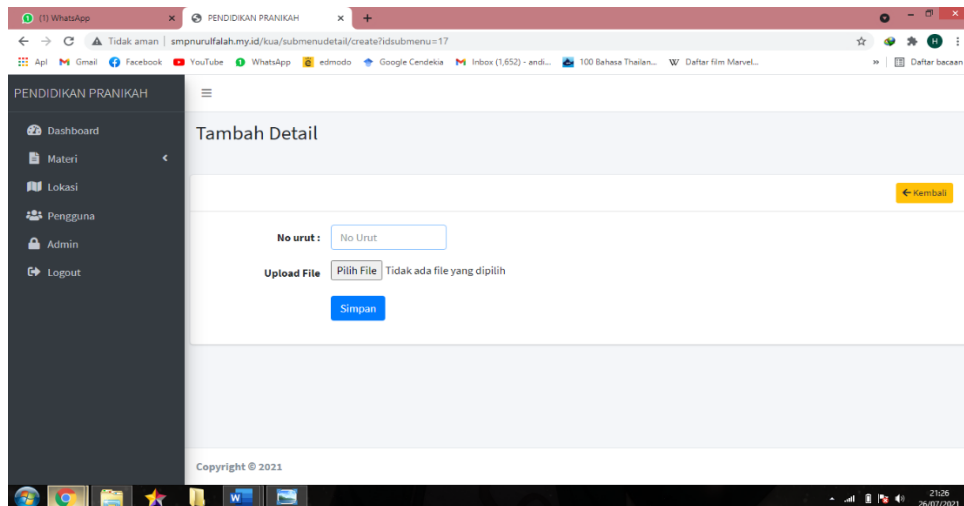 (1) WhatsApp
PENDIDIKAN PRANIKAH
Tidak aman | smpnurulfalah.my.id/kua/submenudetail/create?idsubmenu=17
H
Apl Gmail Facebook YouTube WhatsApp edmodo Google Cendekia Inbox (1,652) - andi... 100 Bahasa Thailan... W Daftar film Marvel... » Daftar bacaan
PENDIDIKAN PRANIKAH
Dashboard
Materi
Lokasi
Pengguna
Admin
Logout
Tambah Detail
Kembali
No urut :
No Urut
Upload File
Pilih File Tidak ada file yang dipilih
Simpan
Copyright © 2021
W
21:26
26/07/2021